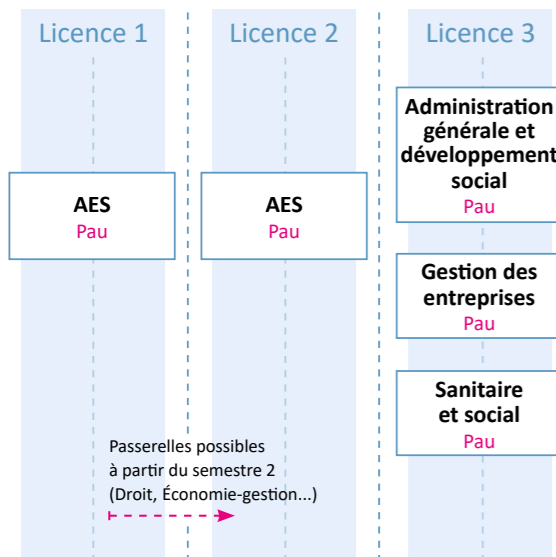 Licence 1
Licence 2
Licence 3
AES
Pau
AES
Pau
Administration
générale et
développement
social
Pau
Gestion des
entreprises
Pau
Sanitaire
et social
Pau
Passerelles possibles
à partir du semestre 2
(Droit, Économie-gestion...)